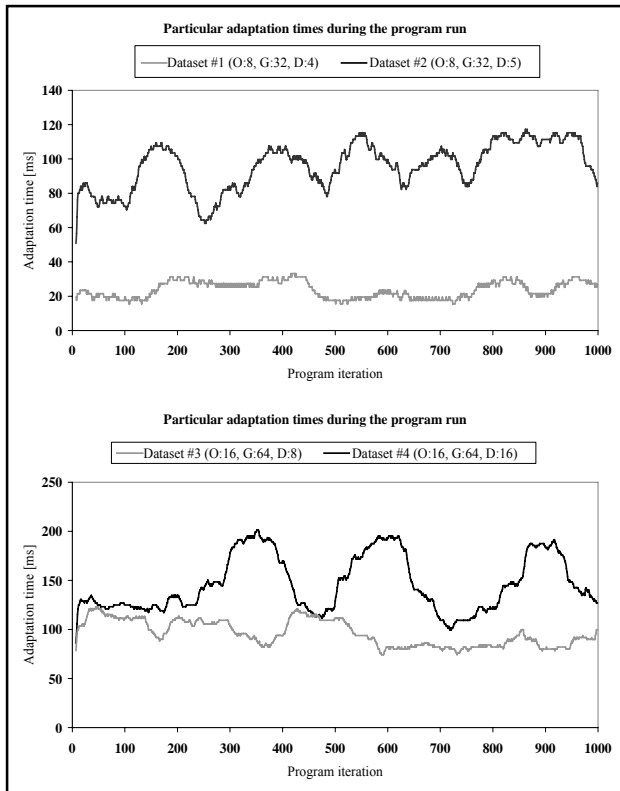 Particular adaptation times during the program run
Dataset #1 (O:8, G:32, D:4) Dataset #2 (O:8, G:32, D:5)
140
120
100
80
60
40
20
0
Adaptation time [ms]
0 100 200 300 400 500 600 700 800 900 1000
Program iteration
Particular adaptation times during the program run
Dataset #3 (O:16, G:64, D:8) Dataset #4 (O:16, G:64, D:16)
250
200
150
100
50
0
Adaptation time [ms]
0 100 200 300 400 500 600 700 800 900 1000
Program iteration